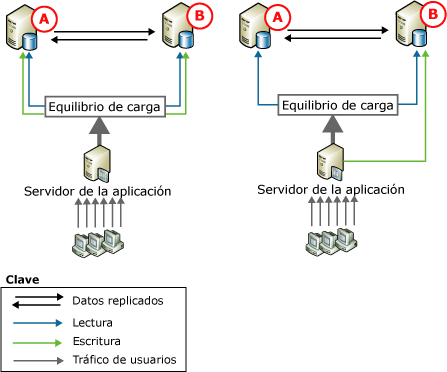 A
B
A
B
Equilibrio de carga
Equilibrio de carga
Servidor de la aplicación
Servidor de la aplicación
Clave
Datos replicados
Lectura
Escritura
Tráfico de usuarios